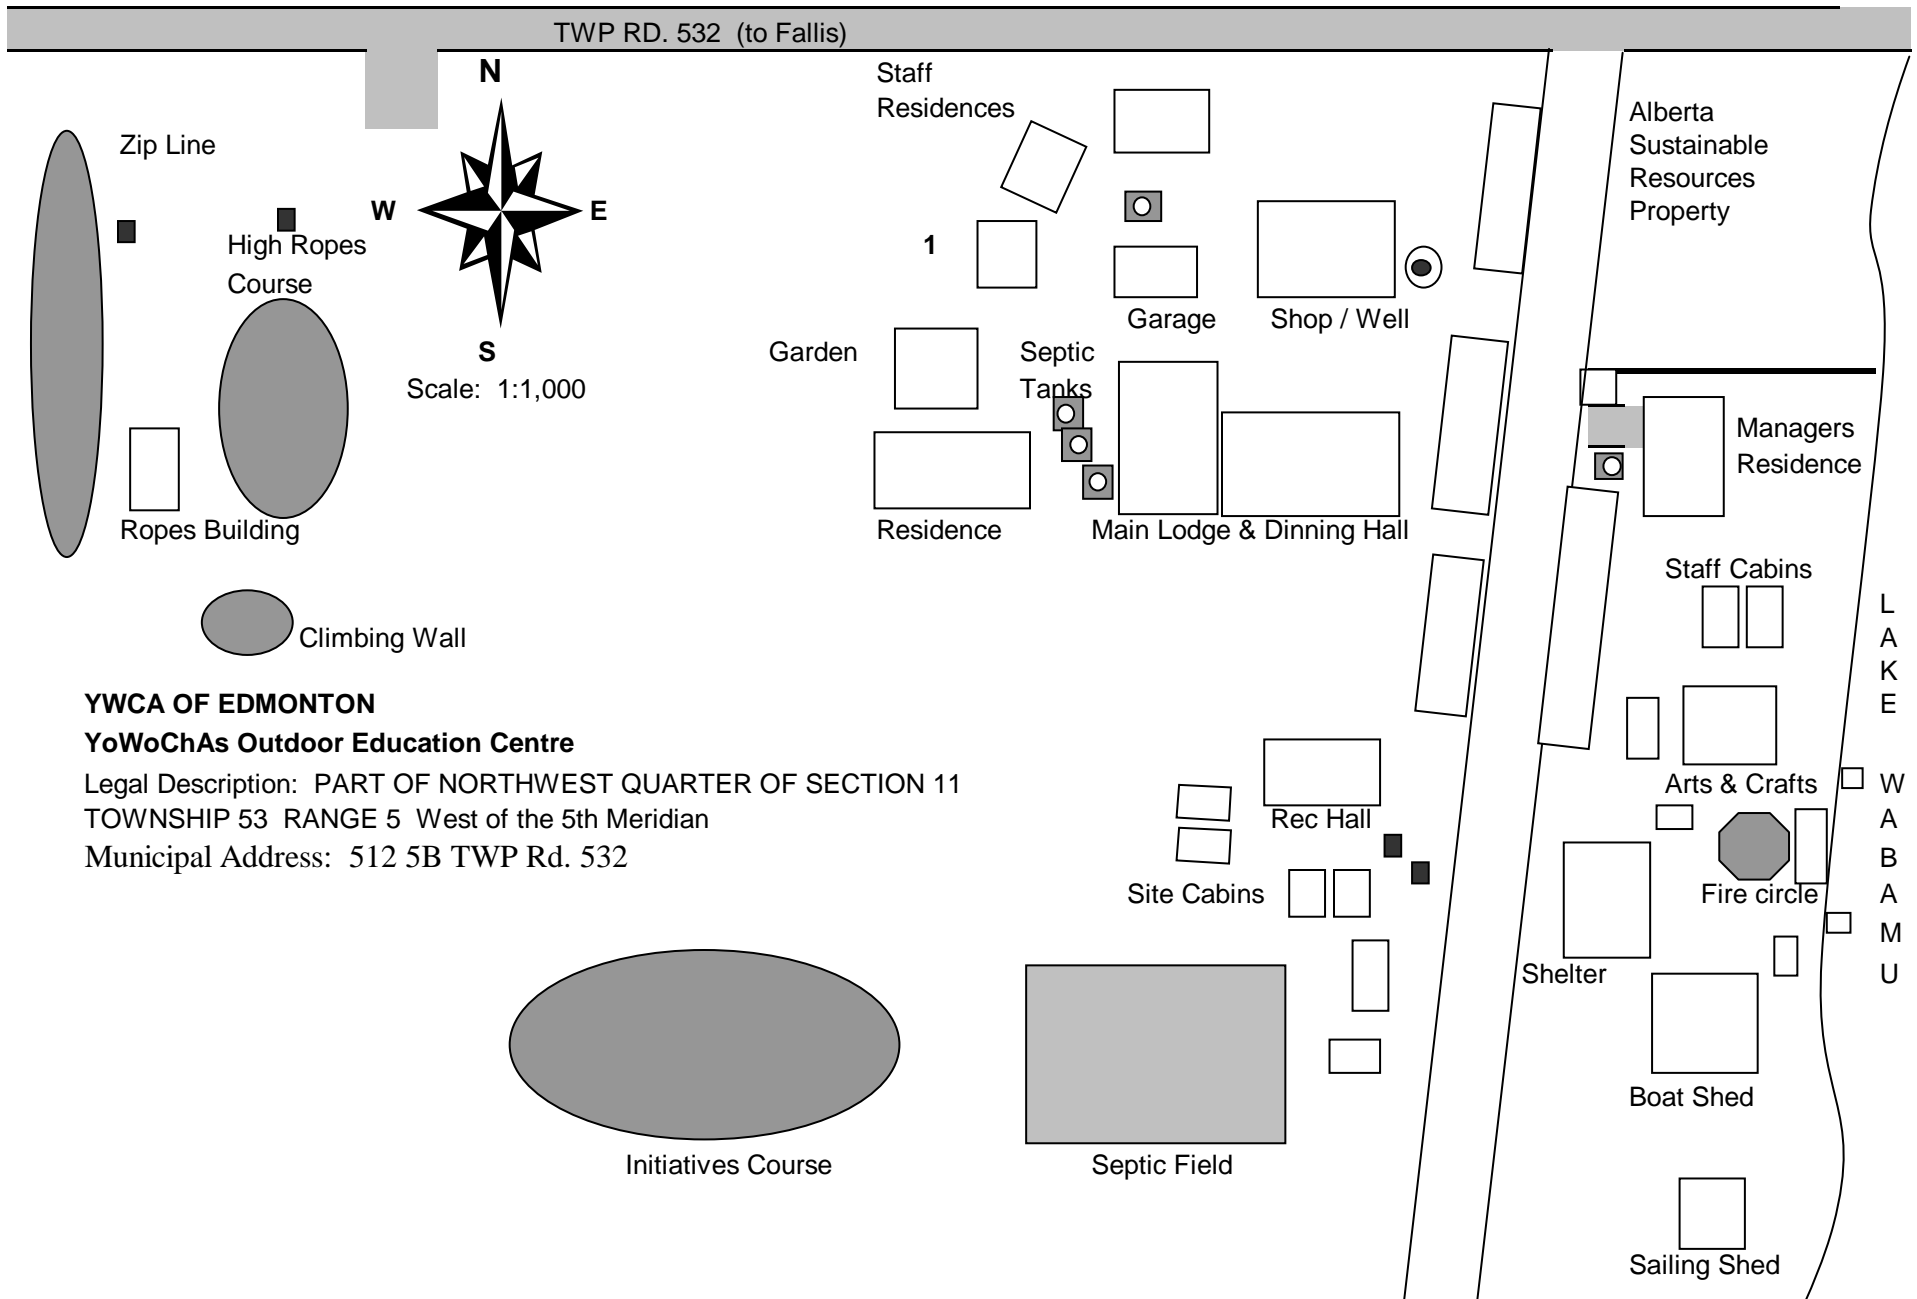 TWP RD. 532 (to Fallis)
N
Staff
Residences
Alberta
Sustainable
Resources
Property
Zip Line
W
E
High Ropes
Course
1
Garage
Shop / Well
S
Scale: 1:1,000
Garden
Septic
Tanks
Managers
Residence
Ropes Building
Residence
Main Lodge & Dinning Hall
Staff Cabins
Climbing Wall
YWCA OF EDMONTON
YoWoChAs Outdoor Education Centre
Legal Description: PART OF NORTHWEST QUARTER OF SECTION 11
TOWNSHIP 53 RANGE 5 West of the 5th Meridian
Municipal Address: 512 5B TWP Rd. 532
Arts & Crafts
Rec Hall
Site Cabins
Fire circle
Shelter
Boat Shed
Initiatives Course
Septic Field
Sailing Shed
LAKE WABAMU